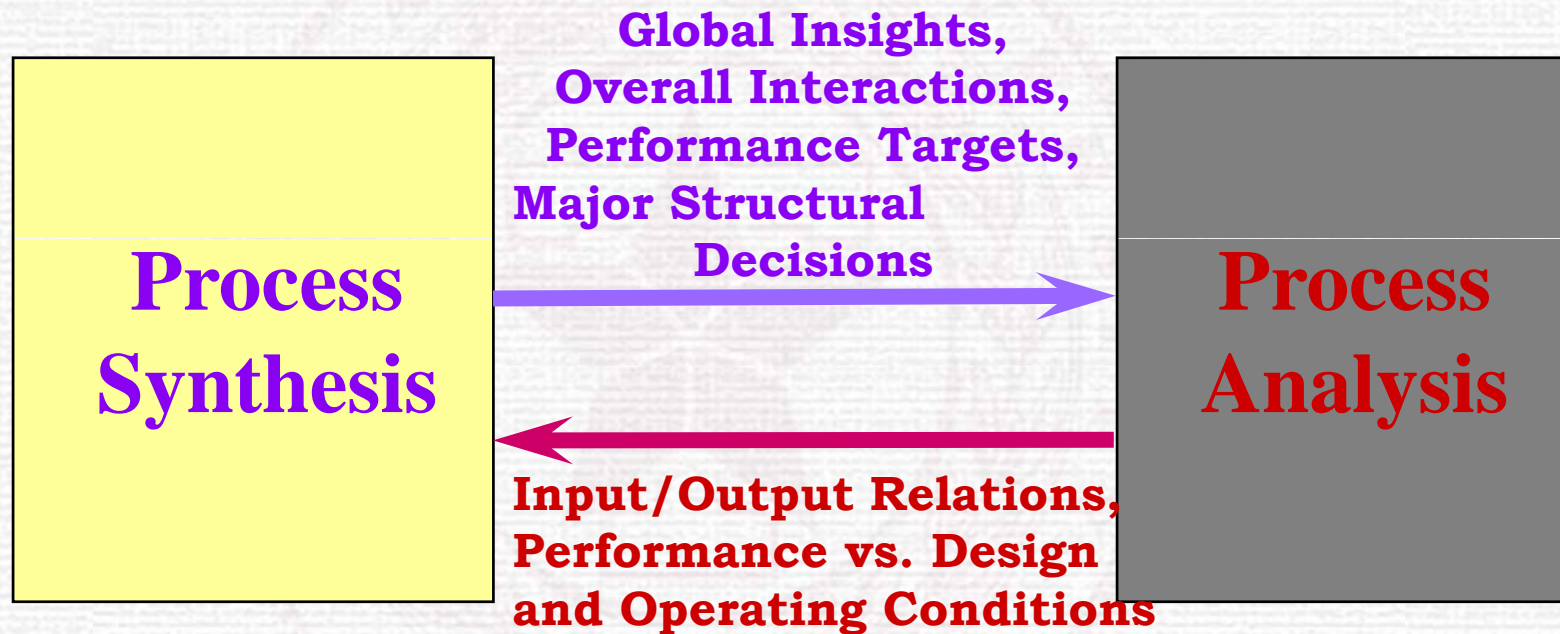 Global Insights,
Overall Interactions,
Performance Targets,
Major Structural
Decisions
Process
Synthesis
Process
Analysis
Input/Output Relations,
Performance vs. Design
and Operating Conditions